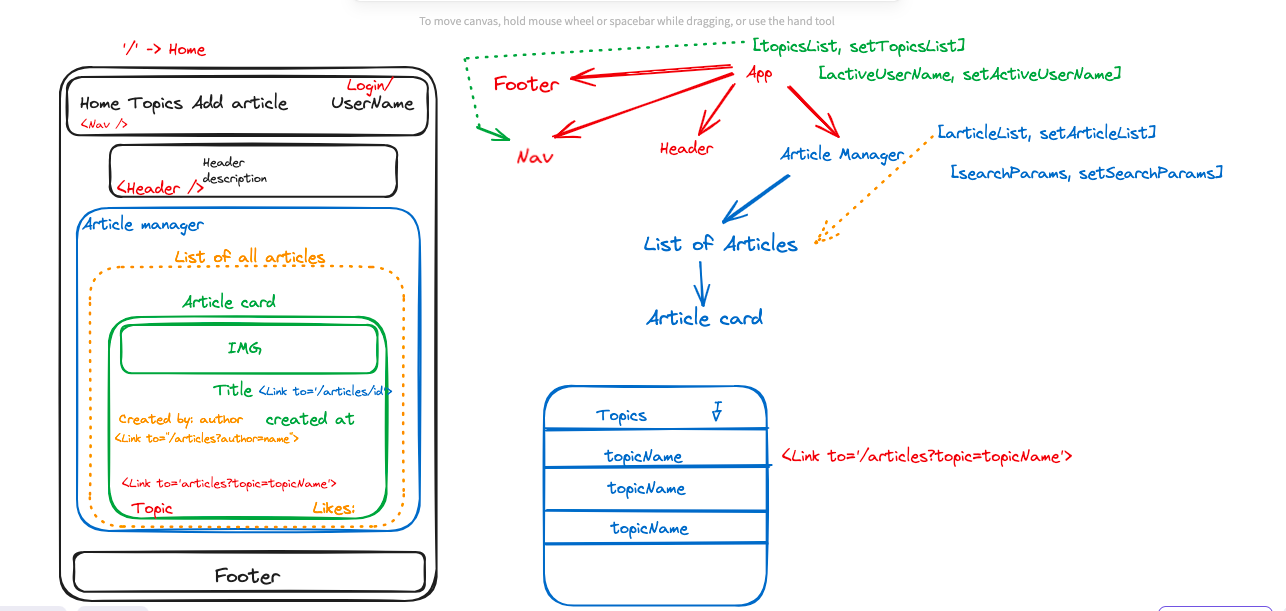 To move canvas, hold mouse wheel or spacebar while dragging, or use the hand tool
'/' -> Home
Login/
Home Topics Add article UserName
<Nav />
Header
description
<Header />
Article manager
List of all articles
Article card
IMG
Title <Link to='/articles/id'>
Created by: author created at
<Link to="/articles?author=name">
<Link to='articles?topic=topicName'>
Topic Likes:
Footer
[topicsList, setTopicsList]
App [activeUserName, setActiveUserName]
Footer
Nav
Header
Article Manager
[articleList, setArticleList]
[searchParams, setSearchParams]
List of Articles
Article card
Topics
topicName <Link to='/articles?topic=topicName'>
topicName
topicName